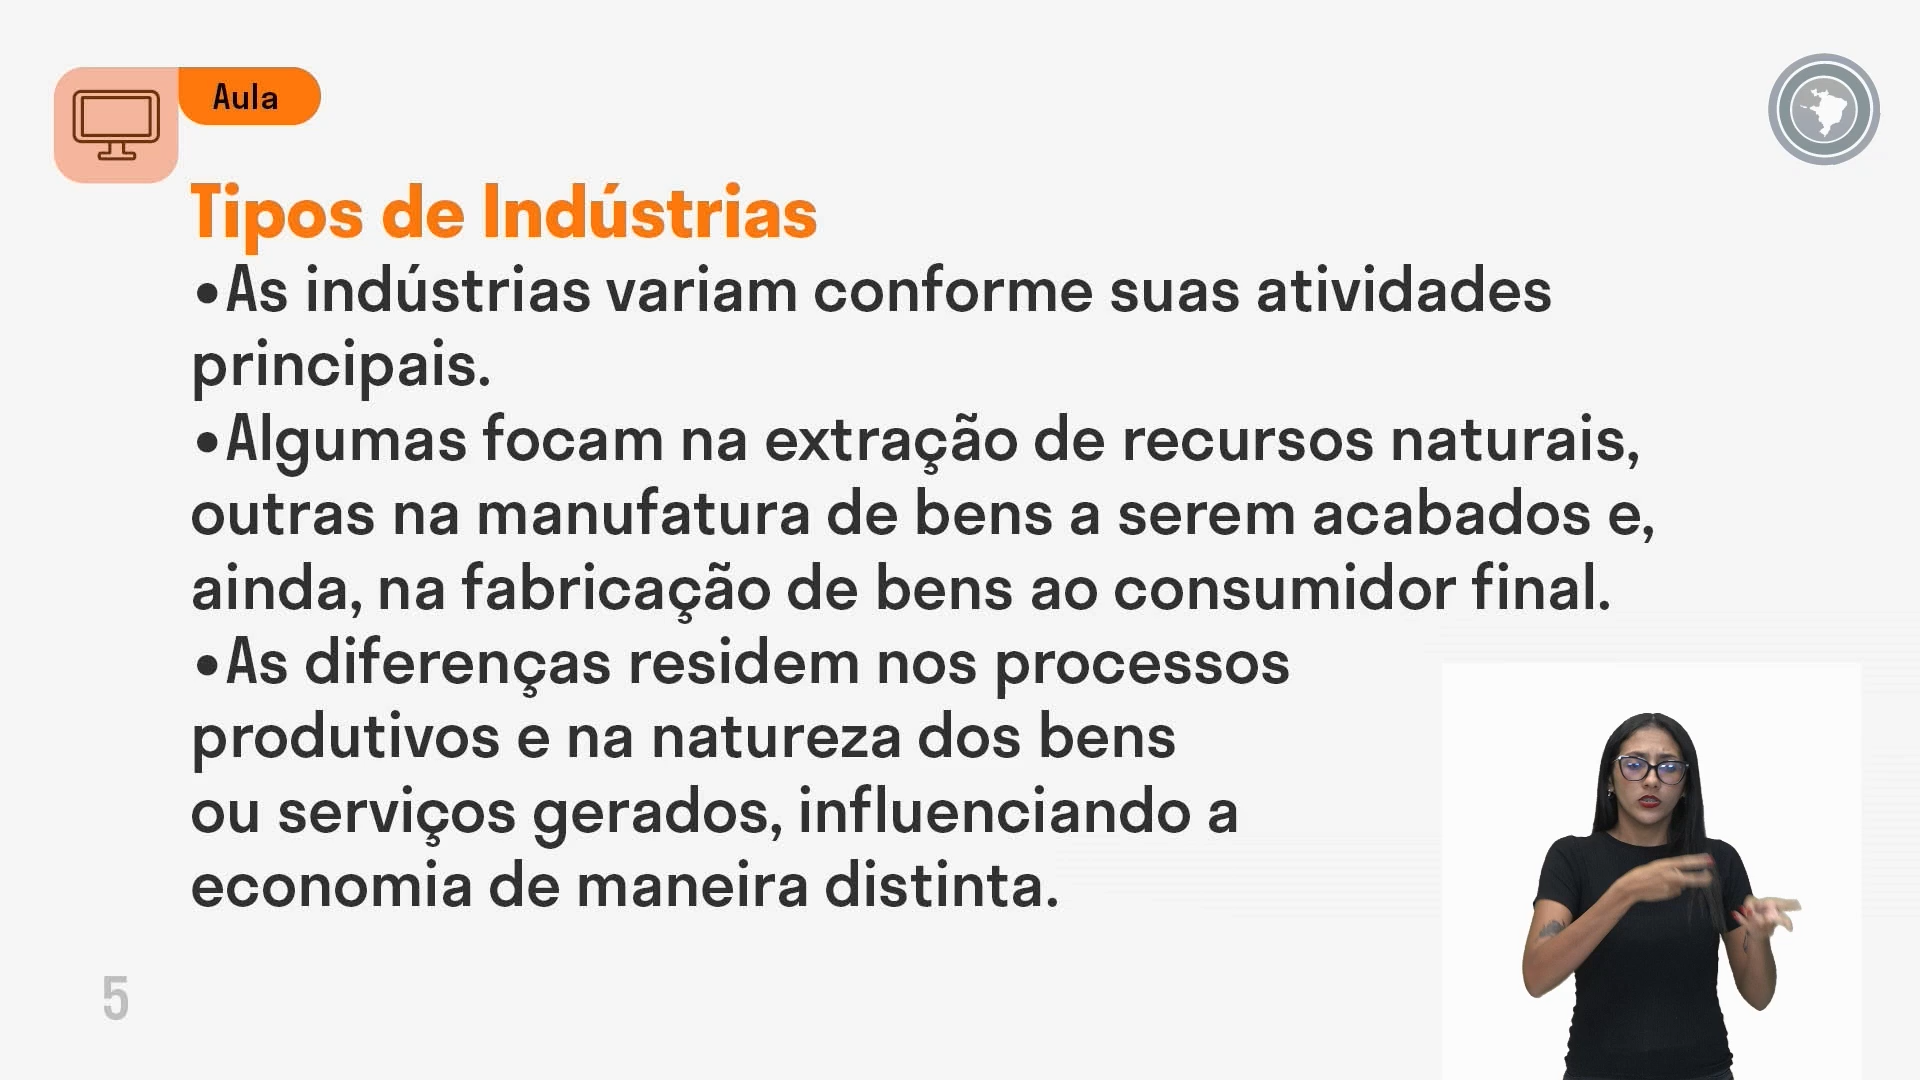 Aula
Tipos de Indústrias
•As indústrias variam conforme suas atividades
principais.
•Algumas focam na extração de recursos naturais,
outras na manufatura de bens a serem acabados e,
ainda, na fabricação de bens ao consumidor final.
•As diferenças residem nos processos
produtivos e na natureza dos bens
ou serviços gerados, influenciando a
economia de maneira distinta.
5